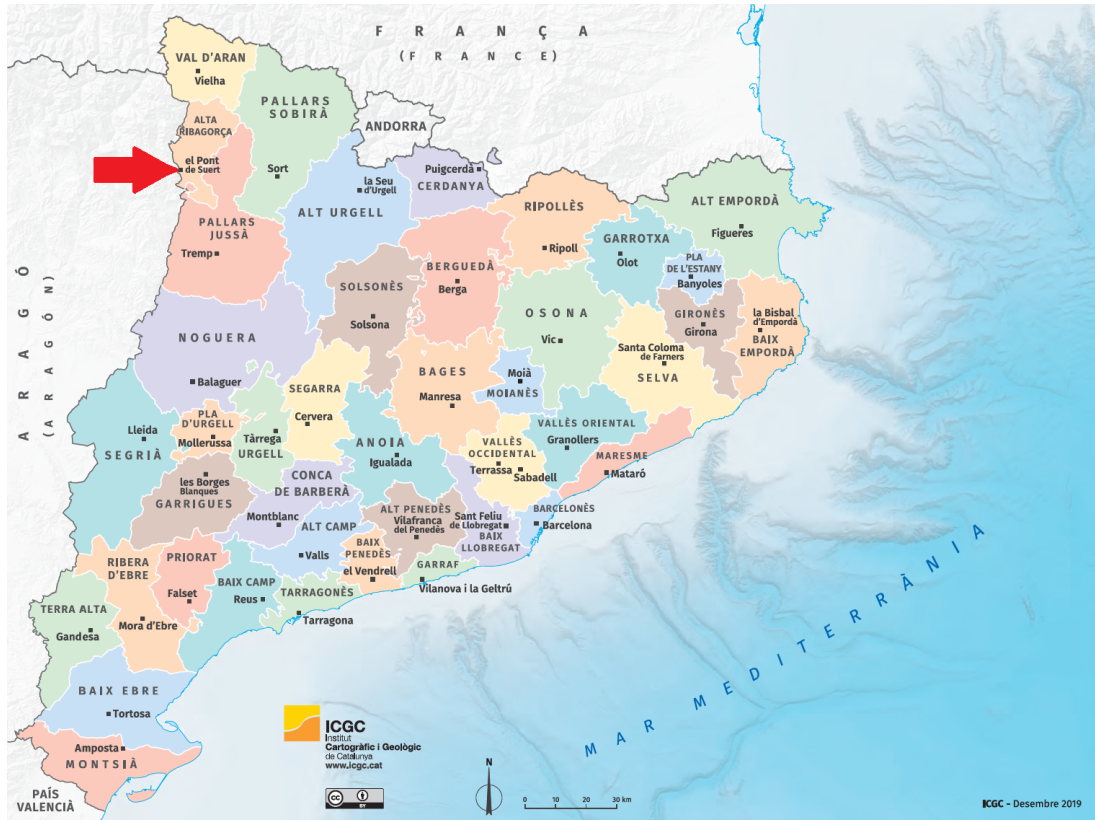 F R A N Ç A
( F R A N C E )
VAL D'ARAN
Vielha
PALLARS
SOBIRÀ
ALTA
RIBAGORÇA
ANDORRA
el Pont
de Suert
Sort
Puigcerdà
CERDANYA
la Seu
d'Urgell
ALT URGELL
RIPOLLÈS
Ripoll
ALT EMPORDÀ
Figueres
PALLARS
JUSSÀ
Tremp
GARROTXA
Olot
PLA
DE L'ESTANY
Banyoles
BERGUEDÀ
Berga
SOLSONÈS
Solsona
OSONA
Vic
GIRONÈS
Girona
la Bisbal
d'Empordà
BAIX
EMPORDÀ
A R A G Ó
( A R A G Ó N )
NOGUERA
Balaguer
Santa Coloma
de Farners
SELVA
SEGARRA
Cervera
BAGES
Manresa
Moià
MOIANÈS
PLA
D'URGELL
Mollerussa
Lleida
SEGRIÀ
Tàrrega
URGELL
ANOIA
Igualada
VALLÈS ORIENTAL
Granollers
VALLÈS
OCCIDENTAL
Terrassa
Sabadell
MARESME
Mataró
les Borges
Blanques
GARRIGUES
CONCA
DE BARBERÀ
Montblanc
ALT PENEDÈS
Vilafranca
del Penedès
Sant Feliu
de Llobregat
BAIX
LLOBREGAT
BARCELONÈS
Barcelona
ALT CAMP
Valls
BAIX
PENEDÈS
el Vendrell
GARRAF
Vilanova i la Geltrú
RIBERA
D'EBRE
Mora d'Ebre
PRIORAT
Falset
BAIX CAMP
Reus
TARRAGONÈS
Tarragona
TERRA ALTA
Gandesa
BAIX EBRE
Tortosa
Amposta
MONTSIÀ
PAÍS
VALENCIÀ
MAR MEDITERRÀNIA
ICGC
Institut
Cartogràfic i Geològic
de Catalunya
www.icgc.cat
cc
BY
N
0 10 20 30 km
ICGC - Desembre 2019